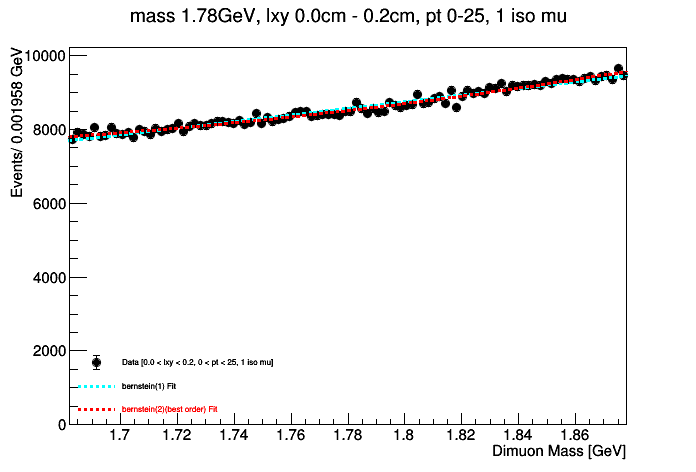 mass 1.78GeV, lxy 0.0cm - 0.2cm, pt 0-25, 1 iso mu
Events/ 0.001958 GeV
10000
8000
6000
4000
2000
0
Data [0.0 < lxy < 0.2, 0 < pt < 25, 1 iso mu]
bernstein(1) Fit
bernstein(2)(best order) Fit
1.7 1.72 1.74 1.76 1.78 1.8 1.82 1.84 1.86
Dimuon Mass [GeV]